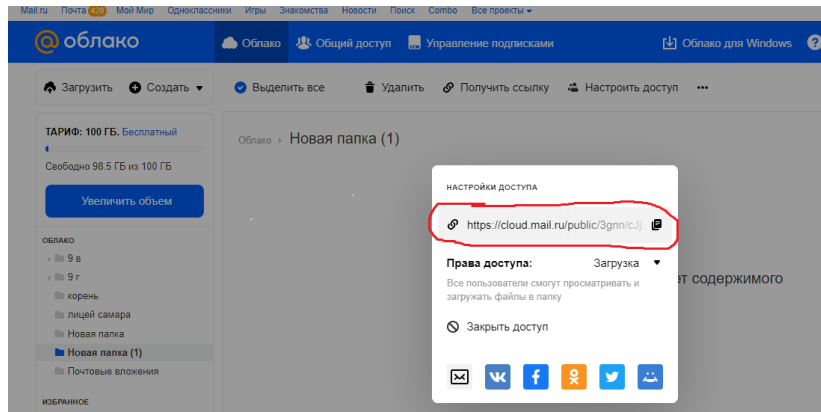 Mail.ru Почта 420 Мой Мир Одноклассники Игры Знакомства Новости Поиск Combo Все проекты
облако Облако Общий доступ Управление подписками Облако для Windows
Загрузить Создать Выделить все Удалить Получить ссылку Настроить доступ
ТАРИФ: 100 ГБ. Бесплатный
Облако Новая папка (1)
Свободно 98.5 ГБ из 100 ГБ
НАСТРОЙКИ ДОСТУПА
Увеличить объем
https://cloud.mail.ru/public/3gnn/cJj
ОБЛАКО
9 в
Права доступа: Загрузка
9 г
ет содержимого
Все пользователи смогут просматривать и
загружать файлы в папку
корень
лицей самара
Закрыть доступ
Новая папка
Новая папка (1)
Почтовые вложения
ИЗБРАННОЕ